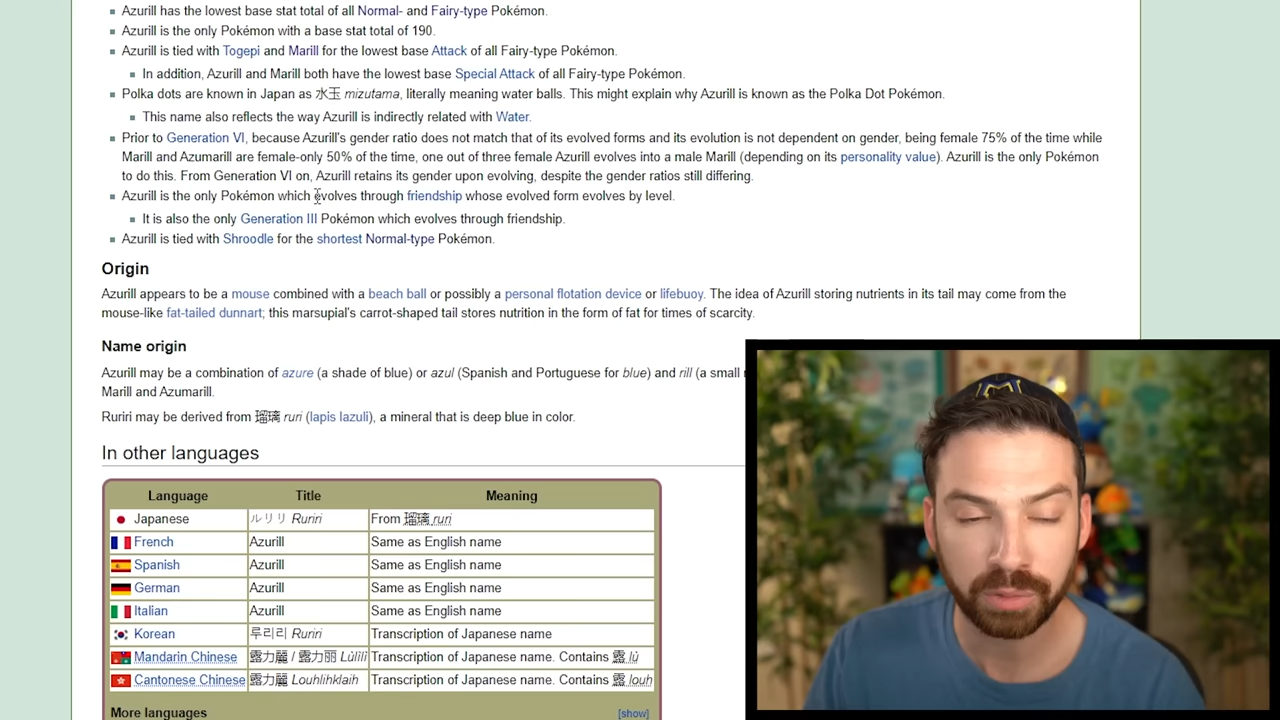 Azurill has the lowest base stat total of all Normal- and Fairy-type Pokémon.
Azurill is the only Pokémon with a base stat total of 190.
Azurill is tied with Togepi and Marill for the lowest base Attack of all Fairy-type Pokémon.
In addition, Azurill and Marill both have the lowest base Special Attack of all Fairy-type Pokémon.
Polka dots are known in Japan as 水玉 mizutama, literally meaning water balls. This might explain why Azurill is known as the Polka Dot Pokémon.
This name also reflects the way Azurill is indirectly related with Water.
Prior to Generation VI, because Azurill's gender ratio does not match that of its evolved forms and its evolution is not dependent on gender, being female 75% of the time while
Marill and Azumarill are female-only 50% of the time, one out of three female Azurill evolves into a male Marill (depending on its personality value). Azurill is the only Pokémon
to do this. From Generation VI on, Azurill retains its gender upon evolving, despite the gender ratios still differing.
Azurill is the only Pokémon which evolves through friendship whose evolved form evolves by level.
It is also the only Generation III Pokémon which evolves through friendship.
Azurill is tied with Shroodle for the shortest Normal-type Pokémon.
Origin
Azurill appears to be a mouse combined with a beach ball or possibly a personal flotation device or lifebuoy. The idea of Azurill storing nutrients in its tail may come from the
mouse-like fat-tailed dunnart; this marsupial's carrot-shaped tail stores nutrition in the form of fat for times of scarcity.
Name origin
Azurill may be a combination of azure (a shade of blue) or azul (Spanish and Portuguese for blue) and rill (a small
Marill and Azumarill.
Ruriri may be derived from 瑠璃 ruri (lapis lazuli), a mineral that is deep blue in color.
In other languages
Language Title Meaning
Japanese ルリリ Ruriri From 瑠璃 ruri
French Azurill Same as English name
Spanish Azurill Same as English name
German Azurill Same as English name
Italian Azurill Same as English name
Korean 루리리 Ruriri Transcription of Japanese name
Mandarin Chinese 露力麗 / 露力丽 Lùlìlì Transcription of Japanese name. Contains 露 lù
Cantonese Chinese 露力麗 Louhlihklaih Transcription of Japanese name. Contains 露 louh
More languages [show]